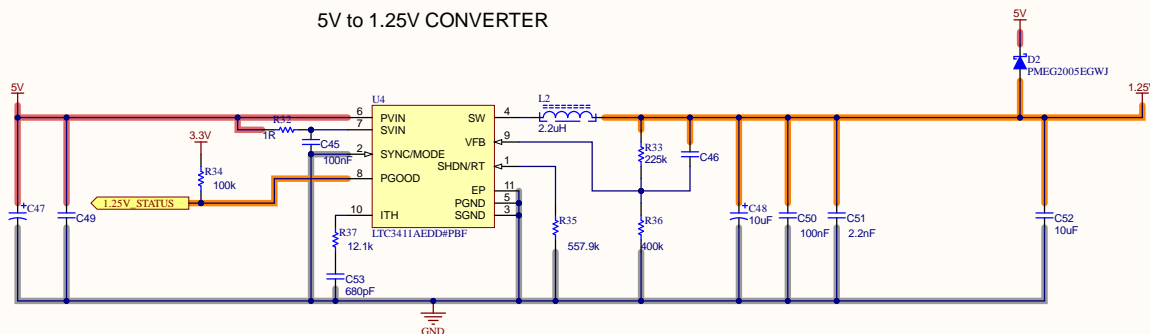 5V to 1.25V CONVERTER
5V
D2
PMEG2005EGWJ
5V
1.25V
U4
L2
2.2uH
6
PVIN
SW
4
R32
1R
7
SVIN
VFB
9
C45
100nF
3.3V
2
SYNC/MODE
SHDN/RT
1
R33
225k
C46
R34
100k
8
PGOOD
1.25V_STATUS
EP
11
PGND
5
C47
C49
10
ITH
SGND
3
LTC3411AEDD#PBF
R37
12.1k
R35
557.9k
R36
400k
C48
10uF
C50
100nF
C51
2.2nF
C52
10uF
C53
680pF
GND